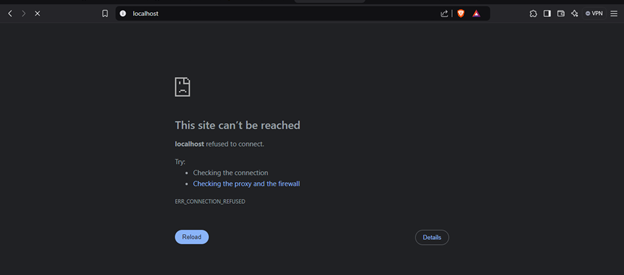 localhost
VPN
This site can't be reached
localhost refused to connect.
Try:
Checking the connection
Checking the proxy and the firewall
ERR_CONNECTION_REFUSED
Reload
Details